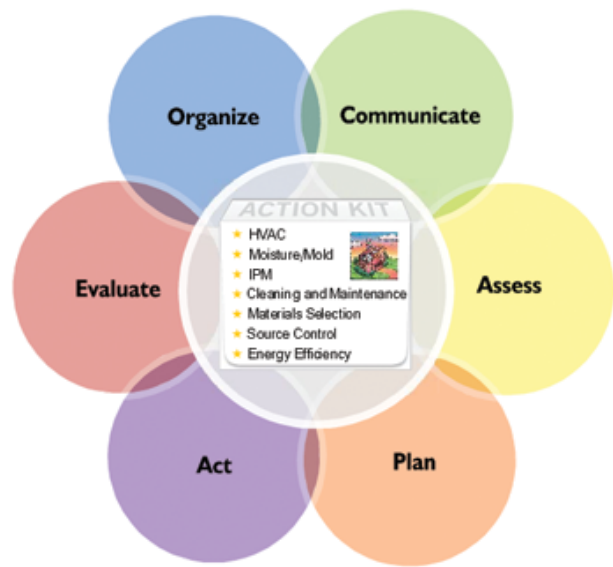 Organize
Communicate
ACTION KIT
HVAC
Moisture/Mold
IPM
Cleaning and Maintenance
Materials Selection
Source Control
Energy Efficiency
Evaluate
Assess
Act
Plan